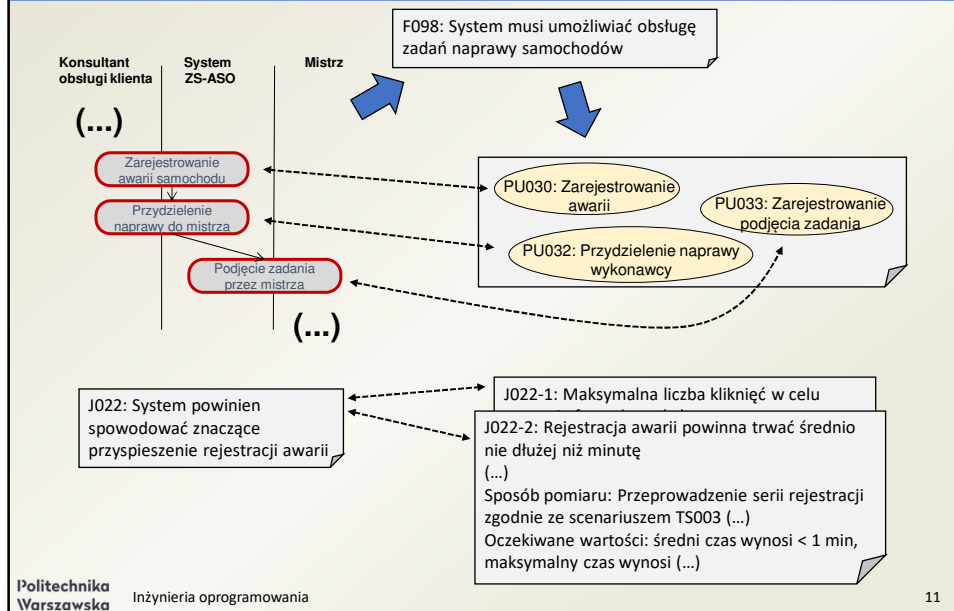 F098: System musi umożliwiać obsługę
zadań naprawy samochodów
Konsultant
obsługi klienta
System
ZS-ASO
Mistrz
(...)
Zarejestrowanie
awarii samochodu
Przydzielenie
naprawy do mistrza
Podjęcie zadania
przez mistrza
(...)
PU030: Zarejestrowanie
awarii
PU033: Zarejestrowanie
podjęcia zadania
PU032: Przydzielenie naprawy
wykonawcy
J022: System powinien
spowodować znaczące
przyspieszenie rejestracji awarii
J022-1: Maksymalna liczba kliknięć w celu
J022-2: Rejestracja awarii powinna trwać średnio
nie dłużej niż minutę
(…)
Sposób pomiaru: Przeprowadzenie serii rejestracji
zgodnie ze scenariuszem TS003 (…)
Oczekiwane wartości: średni czas wynosi < 1 min,
maksymalny czas wynosi (…)
Politechnika
Warszawska
Inżynieria oprogramowania
11